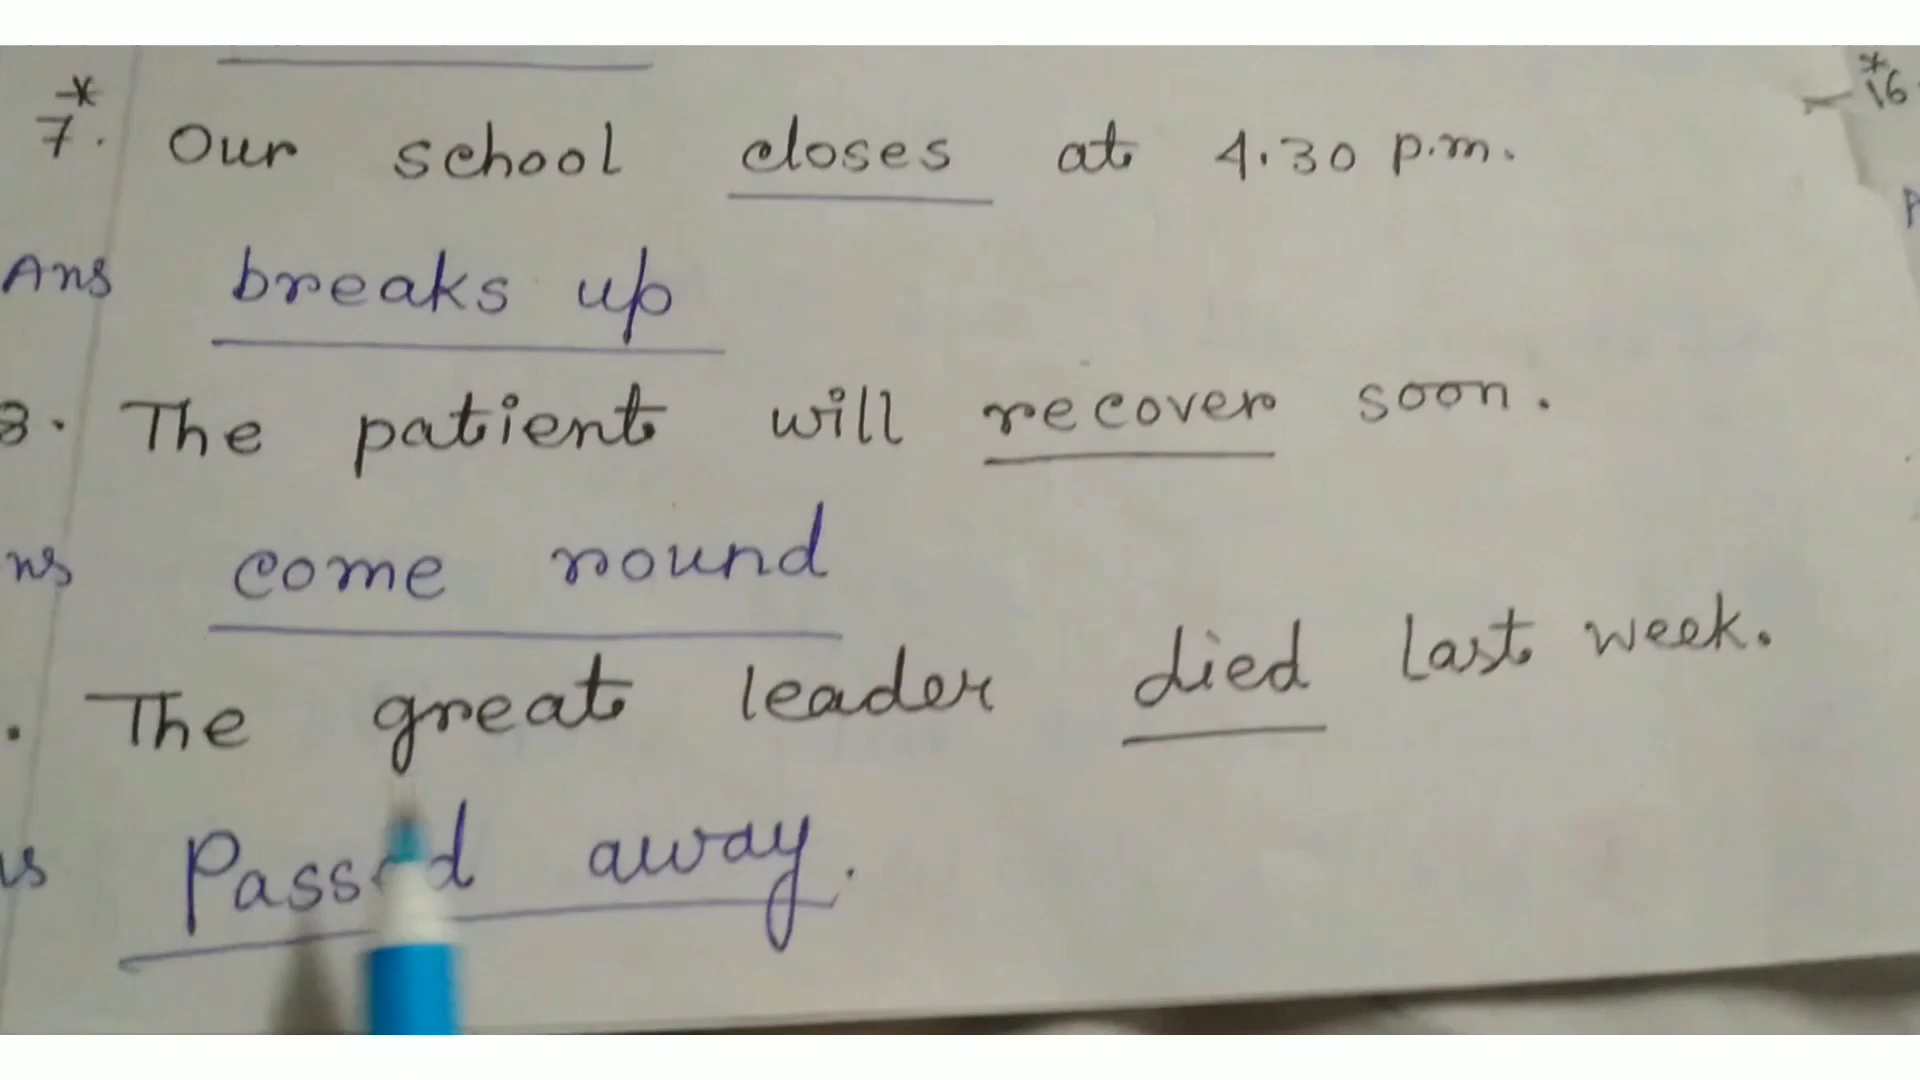 *
7. Our school closes at 4.30 p.m.
Ans breaks up
8. The patient will recover soon.
ns come round
. The great leader died last week.
s Passed away.
*
16